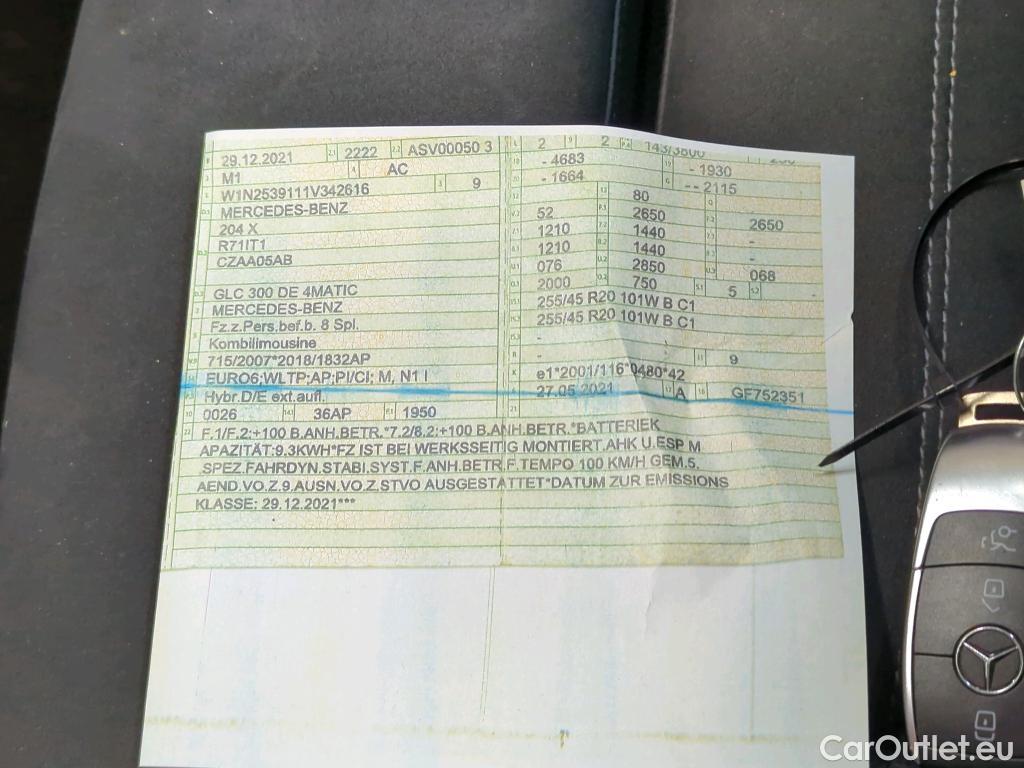 29.12.2021 2222 ASV00050 3
M1 AC
W1N2539111V342616 9
MERCEDES-BENZ
204 X
R71IT1
CZAA05AB
GLC 300 DE 4MATIC
MERCEDES-BENZ
Fz.z.Pers.bef.b. 8 Spl.
Kombilimousine
715/2007*2018/1832AP
EURO6;WLTP;AP;PI/CI; M, N1 I
Hybr.D/E ext.aufl.
0026 36AP 1950
2 2 143/3800
- 4683 - 1930
- 1664 - - 2115
80
52 2650 2650
1210 1440 -
1210 1440 -
076 2850 068
2000 750 5 -
255/45 R20 101W B C1
255/45 R20 101W B C1
-
- 9
e1*2001/116*0480*42
27.05.2021 A GF752351
F.1/F.2:+100 B.ANH.BETR.*7.2/8.2:+100 B.ANH.BETR.*BATTERIEK
APAZITÄT:9.3KWH*FZ IST BEI WERKSSEITIG MONTIERT.AHK U.ESP M
.SPEZ.FAHRDYN.STABI.SYST.F.ANH.BETR.F.TEMPO 100 KM/H GEM.5.
AEND.VO.Z.9.AUSN.VO.Z.STVO AUSGESTATTET*DATUM ZUR EMISSIONS
KLASSE: 29.12.2021***
CarOutlet.eu